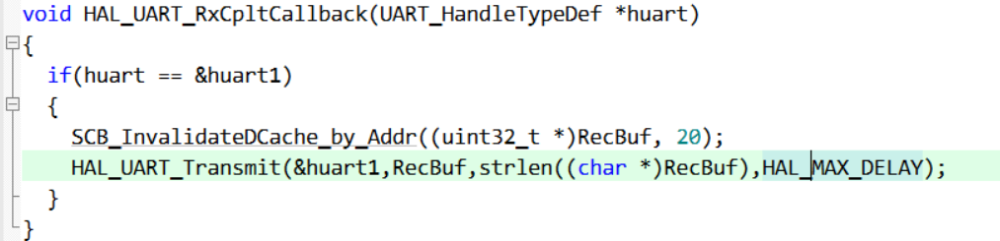 void HAL_UART_RxCpltCallback(UART_HandleTypeDef *huart)
{
  if(huart == &huart1)
  {
    SCB_InvalidateDCache_by_Addr((uint32_t *)RecBuf, 20);
    HAL_UART_Transmit(&huart1,RecBuf,strlen((char *)RecBuf),HAL_MAX_DELAY);
  }
}